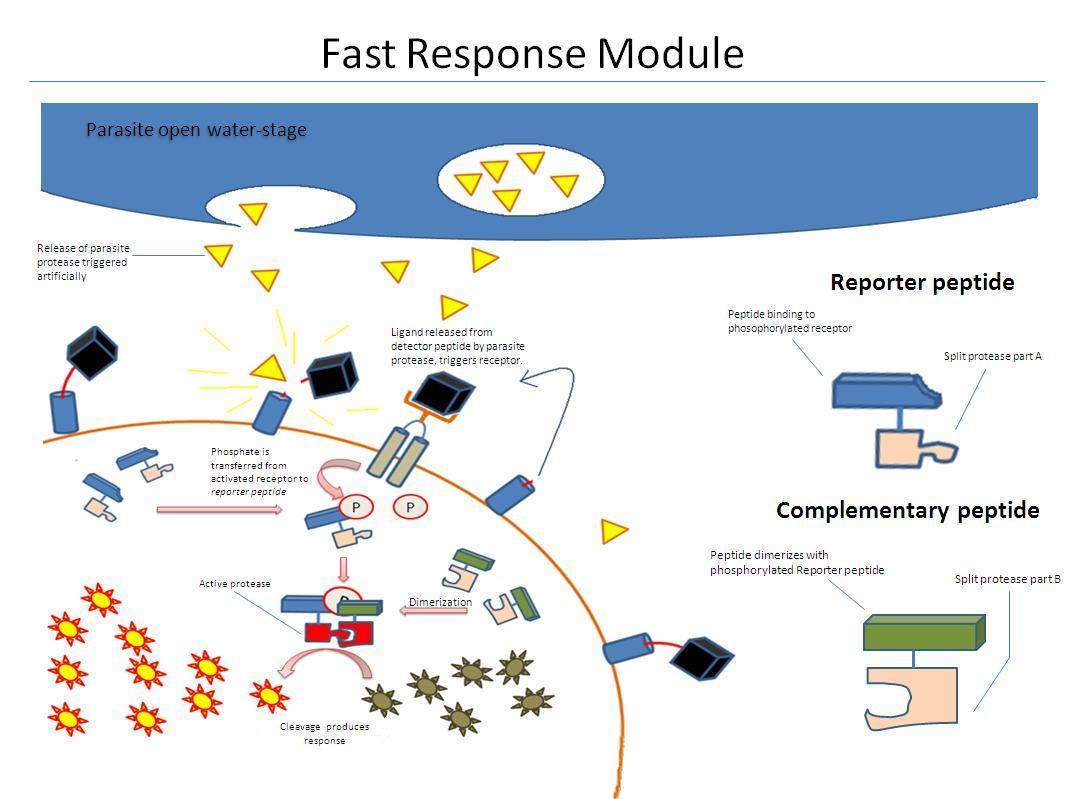 Fast Response Module
Parasite open water-stage
Release of parasite
protease triggered
artificially
Ligand released from
detector peptide by parasite
protease, triggers receptor.
Reporter peptide
Peptide binding to
phosophorylated receptor
Split protease part A
Phosphate is
transferred from
activated receptor to
reporter peptide
P
P
Complementary peptide
Peptide dimerizes with
phosphorylated Reporter peptide
Split protease part B
Active protease
P
Dimerization
Cleavage produces
response